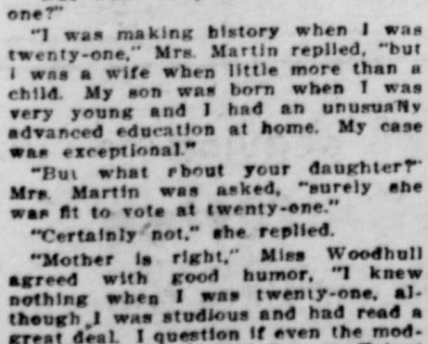 one?"
"I was making history when I was
twenty-one," Mrs. Martin replied, "but
i was a wife when little more than a
child. My son was born when I was
very young and I had an unusually
advanced education at home. My case
was exceptional."
"But what about your daughter?"
Mrs. Martin was asked, "surely she
was fit to vote at twenty-one."
"Certainly not," she replied.
"Mother is right," Miss Woodhull
agreed with good humor, "I knew
nothing when I was twenty-one, al-
though I was studious and had read a
great deal. I question if even the mod-